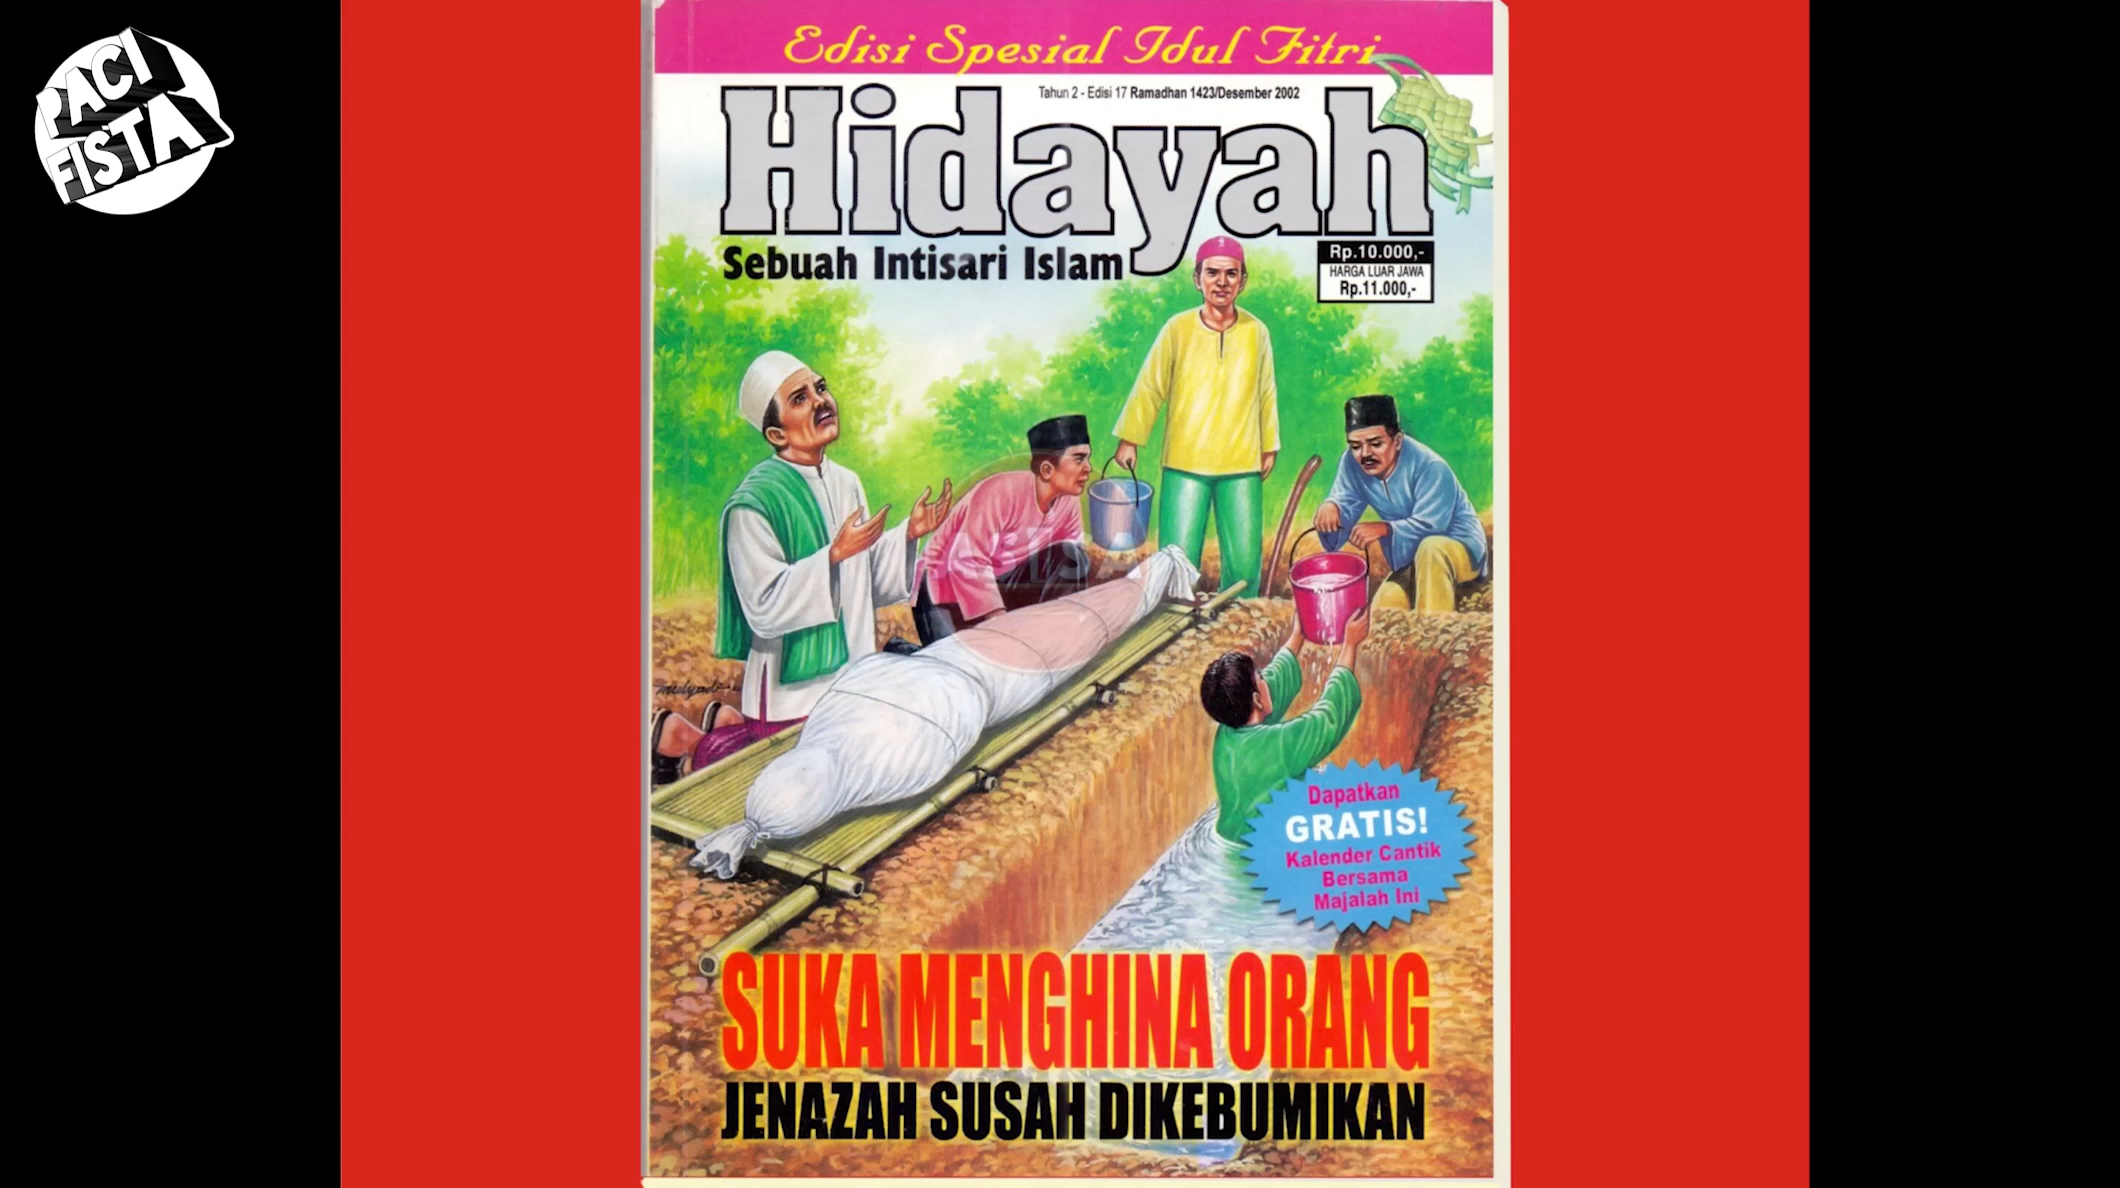 PACI
FISTA
Edisi Spesial Idul Fitri
Tahun 2 - Edisi 17 Ramadhan 1423/Desember 2002
Hidayah
Sebuah Intisari Islam
Rp.10.000,-
HARGA LUAR JAWA
Rp.11.000,-
Dapatkan
GRATIS!
Kalender Cantik
Bersama
Majalah Ini
SUKA MENGHINA ORANG
JENAZAH SUSAH DIKEBUMIKAN